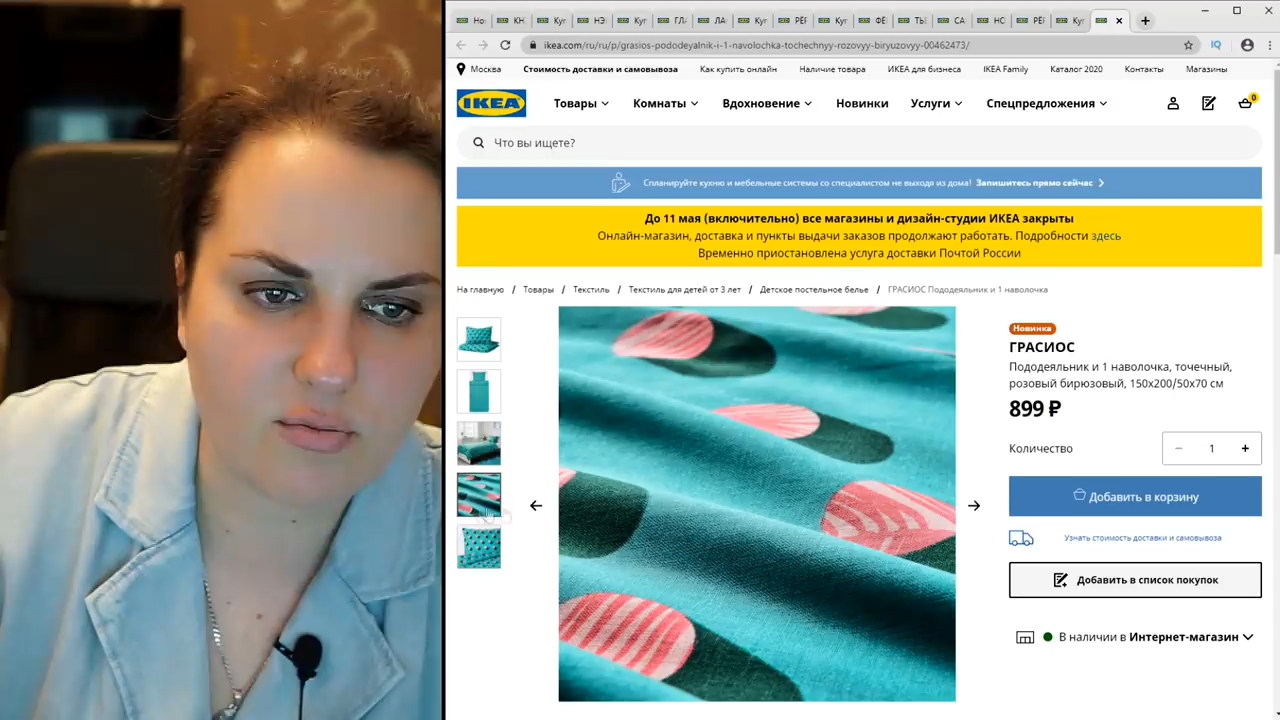 ikea.com/ru/ru/p/grasios-pododeyalnik-i-1-navolochka-tochechnyy-rozovyy-biryuzovyy-00462473/
Москва
Стоимость доставки и самовывоза
Как купить онлайн
Наличие товара
ИКЕА для бизнеса
IKEA Family
Каталог 2020
Контакты
Магазины
IKEA
Товары
Комнаты
Вдохновение
Новинки
Услуги
Спецпредложения
0
Что вы ищете?
Спланируйте кухню и мебельные системы со специалистом не выходя из дома! Запишитесь прямо сейчас
До 11 мая (включительно) все магазины и дизайн-студии ИКЕА закрыты
Онлайн-магазин, доставка и пункты выдачи заказов продолжают работать. Подробности здесь
Временно приостановлена услуга доставки Почтой России
На главную / Товары / Текстиль / Текстиль для детей от 3 лет / Детское постельное белье / ГРАСИОС Пододеяльник и 1 наволочка
Новинка
ГРАСИОС
Пододеяльник и 1 наволочка, точечный,
розовый бирюзовый, 150x200/50x70 см
899 ₽
Количество
1
Добавить в корзину
Узнать стоимость доставки и самовывоза
Добавить в список покупок
В наличии в Интернет-магазин